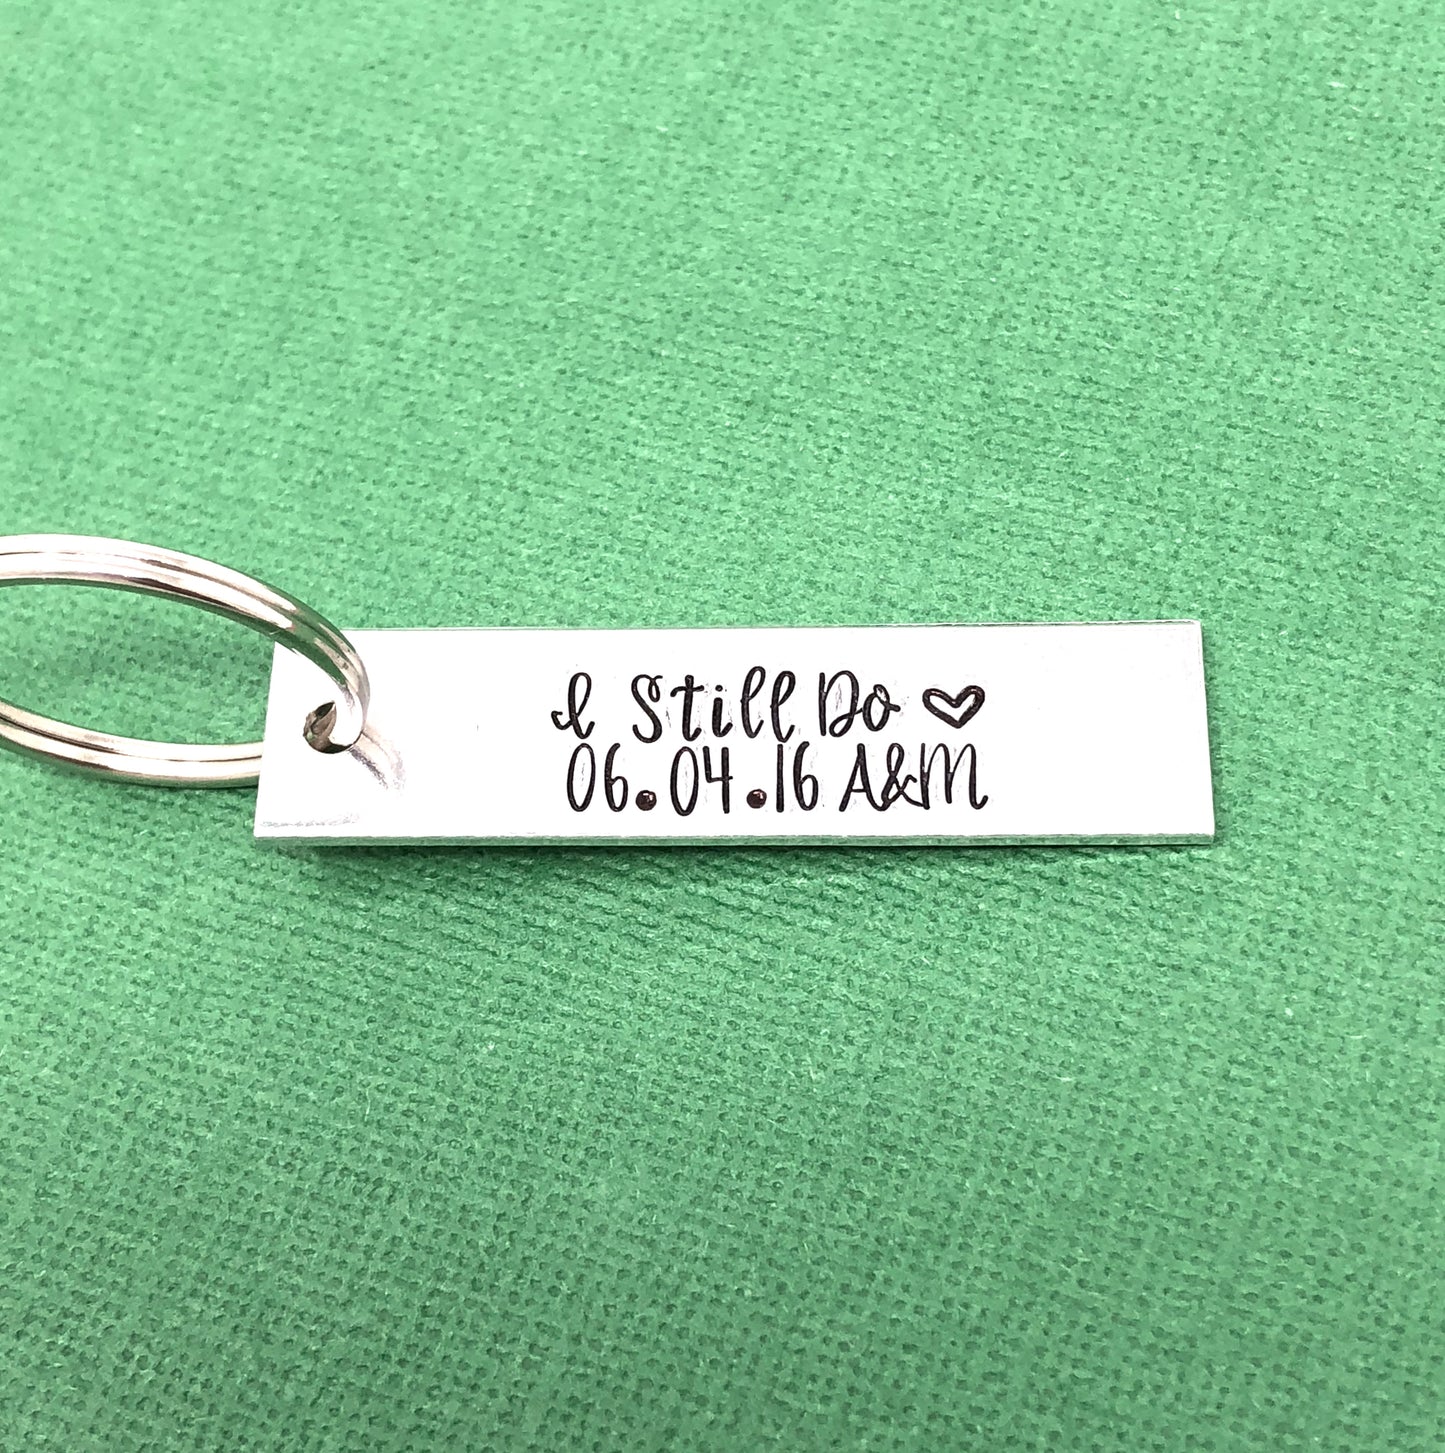 I Still Do ♡
06.04.16 A&M